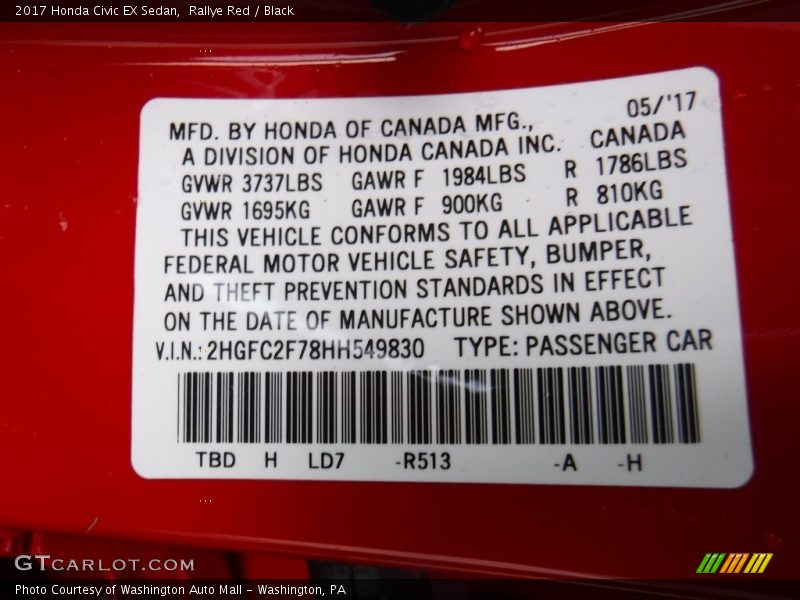 2017 Honda Civic EX Sedan,  Rallye Red / Black
MFD. BY HONDA OF CANADA MFG., 05/'17
A DIVISION OF HONDA CANADA INC. CANADA
GVWR 3737LBS GAWR F 1984LBS R 1786LBS
GVWR 1695KG GAWR F 900KG R 810KG
THIS VEHICLE CONFORMS TO ALL APPLICABLE
FEDERAL MOTOR VEHICLE SAFETY, BUMPER,
AND THEFT PREVENTION STANDARDS IN EFFECT
ON THE DATE OF MANUFACTURE SHOWN ABOVE.
V.I.N.: 2HGFC2F78HH549830 TYPE: PASSENGER CAR
TBD H LD7 -R513 -A -H
GTCARLOT.COM
Photo Courtesy of Washington Auto Mall - Washington, PA